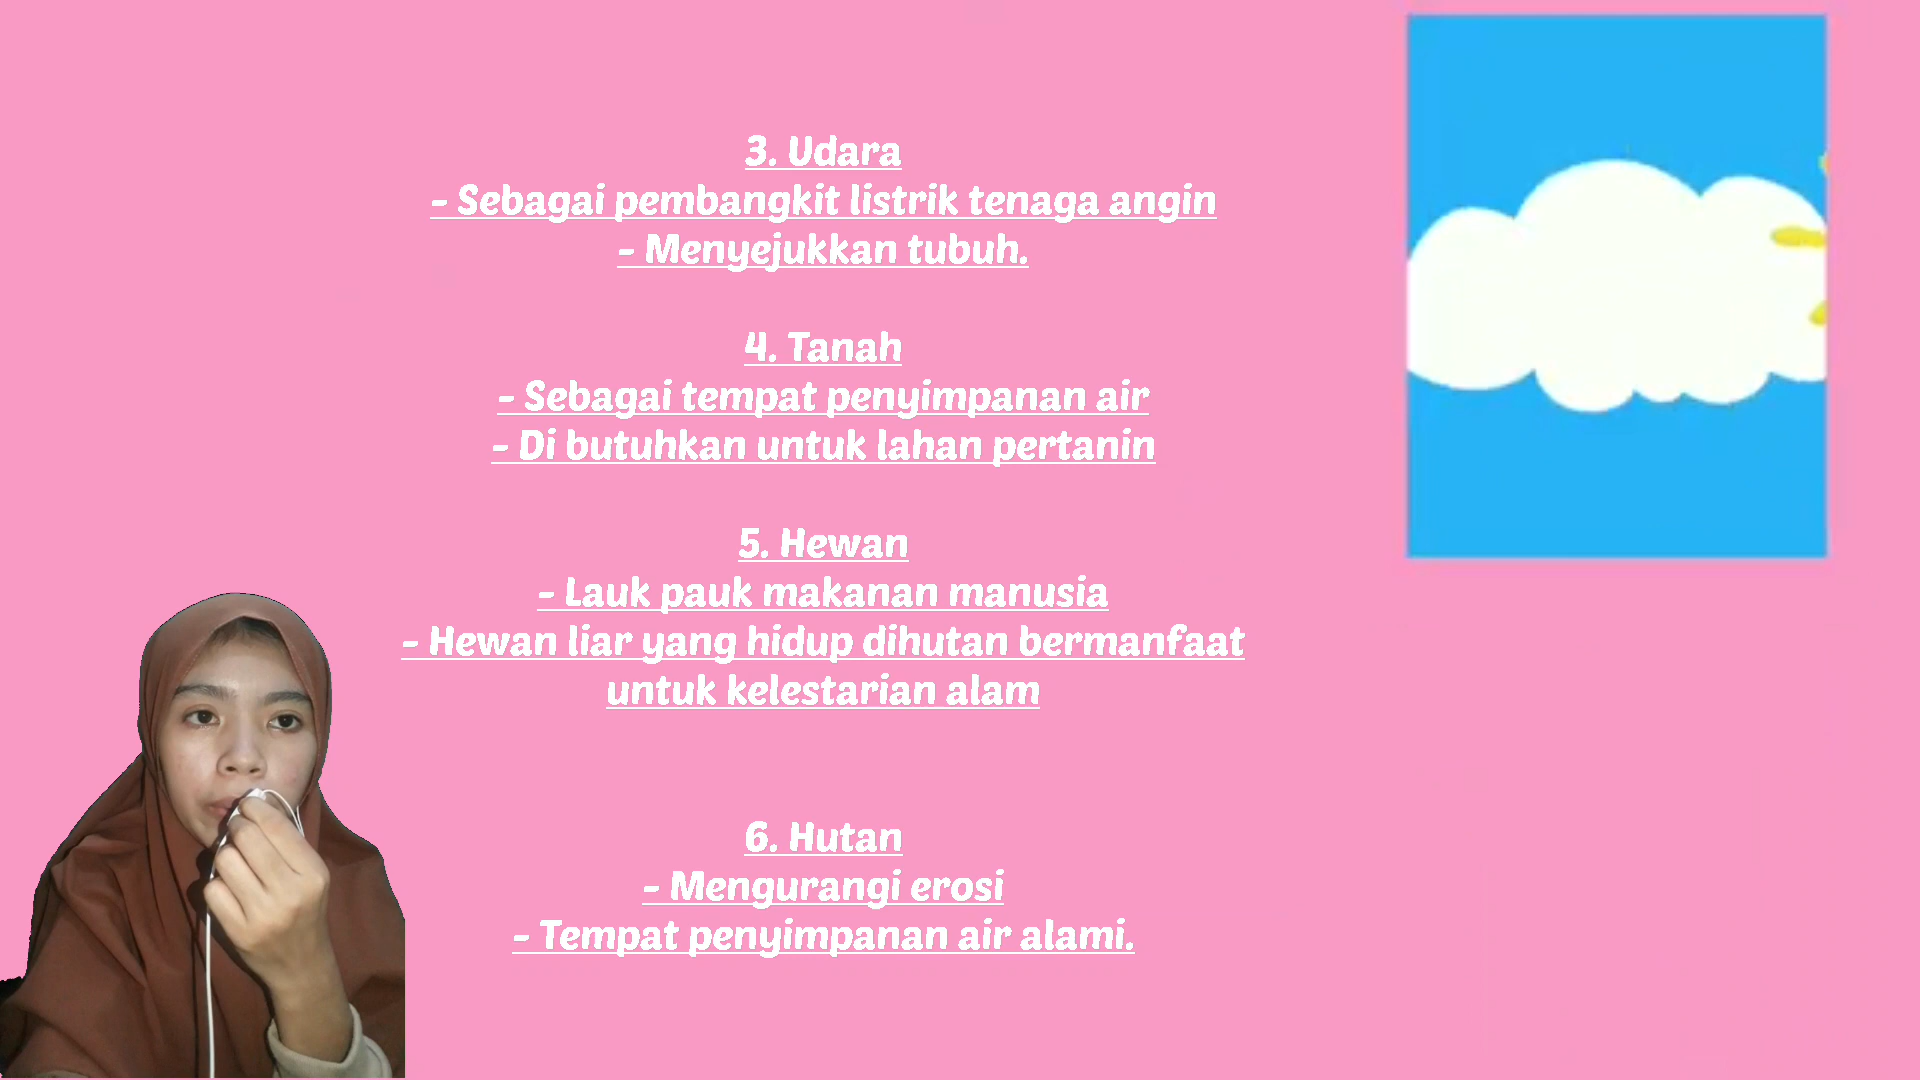 3. Udara
- Sebagai pembangkit listrik tenaga angin
- Menyejukkan tubuh.
4. Tanah
- Sebagai tempat penyimpanan air
- Di butuhkan untuk lahan pertanin
5. Hewan
- Lauk pauk makanan manusia
- Hewan liar yang hidup dihutan bermanfaat
untuk kelestarian alam
6. Hutan
- Mengurangi erosi
- Tempat penyimpanan air alami.